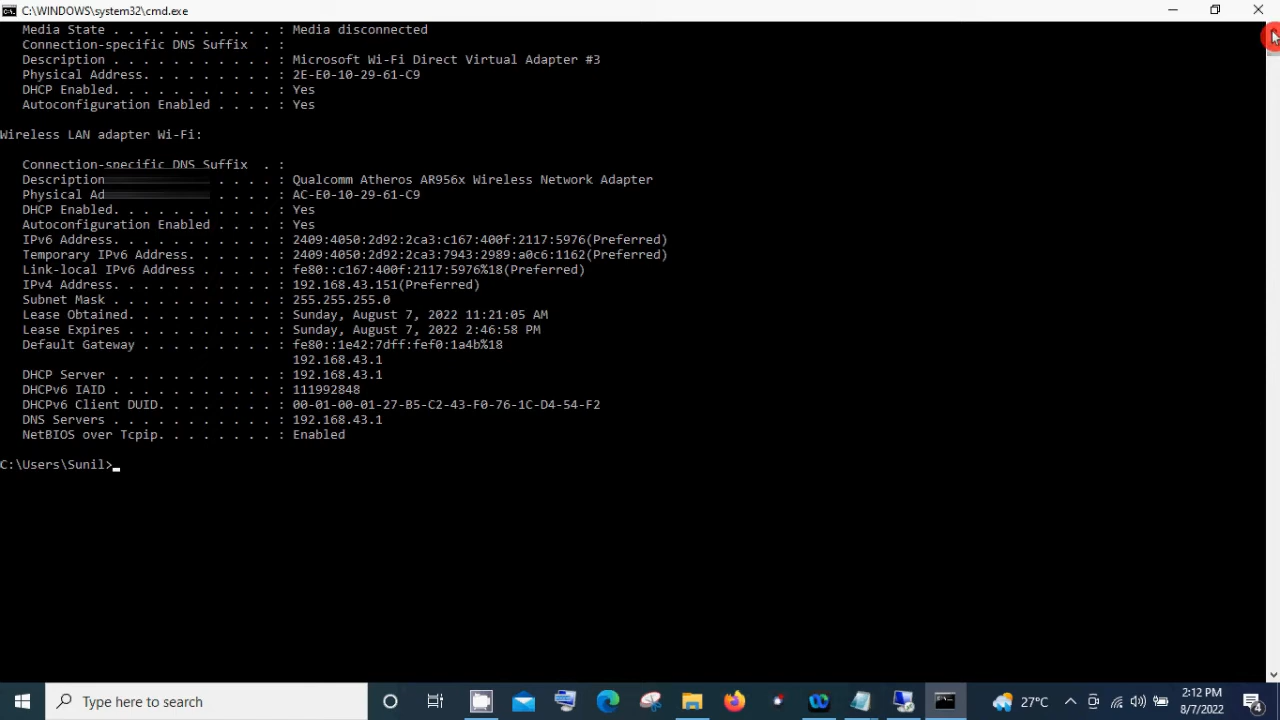 C:\WINDOWS\system32\cmd.exe
Media State . . . . . . . . . . . : Media disconnected
Connection-specific DNS Suffix  . :
Description . . . . . . . . . . . : Microsoft Wi-Fi Direct Virtual Adapter #3
Physical Address. . . . . . . . . : 2E-E0-10-29-61-C9
DHCP Enabled. . . . . . . . . . . : Yes
Autoconfiguration Enabled . . . . : Yes
Wireless LAN adapter Wi-Fi:
Connection-specific DNS Suffix  . :
Description . . . . : Qualcomm Atheros AR956x Wireless Network Adapter
Physical Ad . . . . : AC-E0-10-29-61-C9
DHCP Enabled. . . . . . . . . . . : Yes
Autoconfiguration Enabled . . . . : Yes
IPv6 Address. . . . . . . . . . . : 2409:4050:2d92:2ca3:c167:400f:2117:5976(Preferred)
Temporary IPv6 Address. . . . . . : 2409:4050:2d92:2ca3:7943:2989:a0c6:1162(Preferred)
Link-local IPv6 Address . . . . . : fe80::c167:400f:2117:5976%18(Preferred)
IPv4 Address. . . . . . . . . . . : 192.168.43.151(Preferred)
Subnet Mask . . . . . . . . . . . : 255.255.255.0
Lease Obtained. . . . . . . . . . : Sunday, August 7, 2022 11:21:05 AM
Lease Expires . . . . . . . . . . : Sunday, August 7, 2022 2:46:58 PM
Default Gateway . . . . . . . . . : fe80::1e42:7dff:fef0:1a4b%18
192.168.43.1
DHCP Server . . . . . . . . . . . : 192.168.43.1
DHCPv6 IAID . . . . . . . . . . . : 111992848
DHCPv6 Client DUID. . . . . . . . : 00-01-00-01-27-B5-C2-43-F0-76-1C-D4-54-F2
DNS Servers . . . . . . . . . . . : 192.168.43.1
NetBIOS over Tcpip. . . . . . . . : Enabled
C:\Users\Sunil>
Type here to search
27°C
2:12 PM
8/7/2022
4